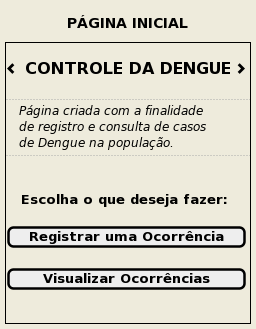 PÁGINA INICIAL
‹ CONTROLE DA DENGUE ›
Página criada com a finalidade
de registro e consulta de casos
de Dengue na população.
Escolha o que deseja fazer:
Registrar uma Ocorrência
Visualizar Ocorrências